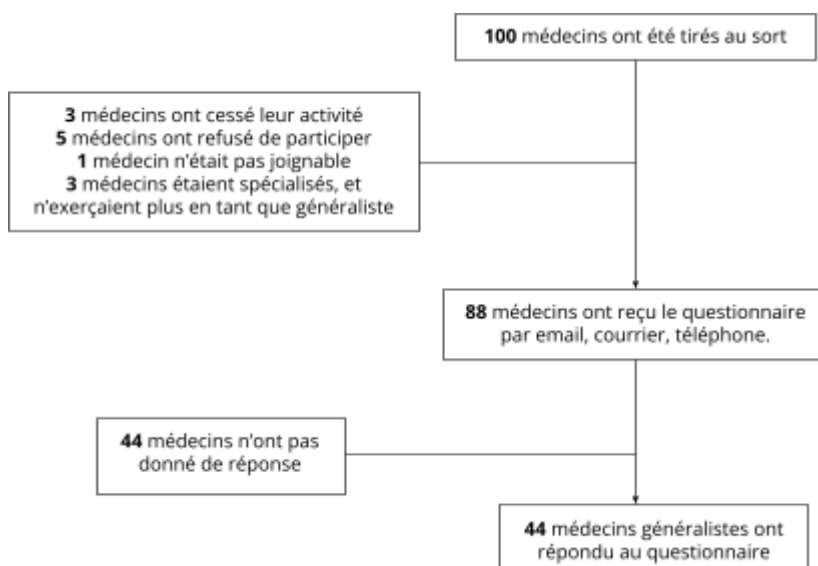 100 médecins ont été tirés au sort
3 médecins ont cessé leur activité
5 médecins ont refusé de participer
1 médecin n'était pas joignable
3 médecins étaient spécialisés, et
n'exerçaient plus en tant que généraliste
88 médecins ont reçu le questionnaire
par email, courrier, téléphone.
44 médecins n'ont pas
donné de réponse
44 médecins généralistes ont
répondu au questionnaire